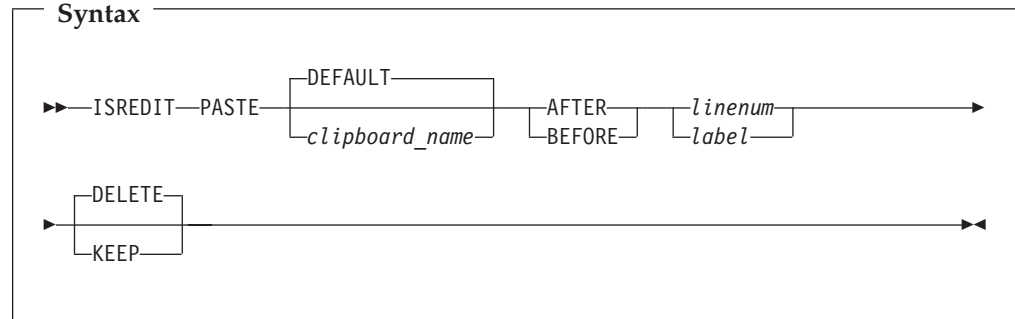 Syntax
DEFAULT
ISREDIT PASTE AFTER linenum
clipboard_name BEFORE label
DELETE
KEEP